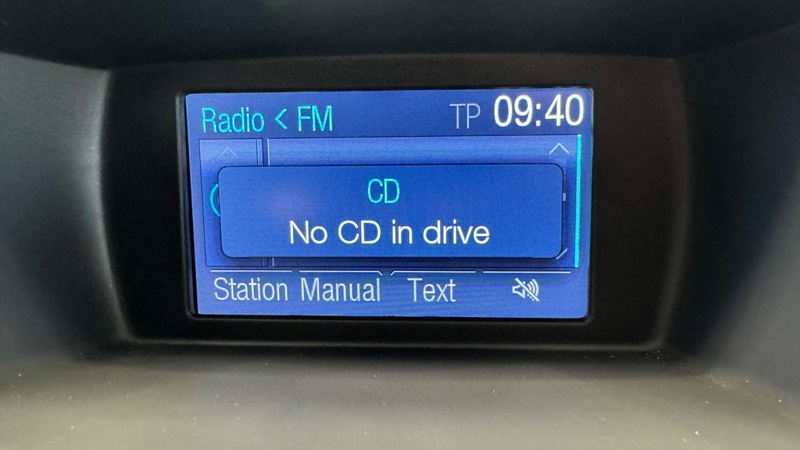 Radio < FM TP 09:40
CD
No CD in drive
Station Manual Text